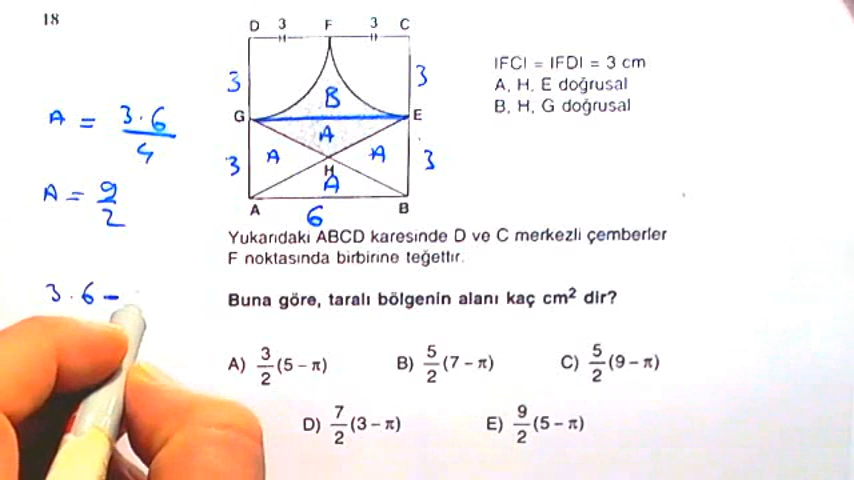 18
D 3 F 3 C
3 3
B
G E
A
3 A A 3
H
A
A B
6
|FC| = |FD| = 3 cm
A, H, E doğrusal
B, H, G doğrusal
A = 3·6/4
A = 9/2
3·6 -
Yukarıdaki ABCD karesinde D ve C merkezli çemberler
F noktasında birbirine teğettir.
Buna göre, taralı bölgenin alanı kaç cm² dir?
A) 3/2 (5 – π) B) 5/2 (7 – π) C) 5/2 (9 – π)
D) 7/2 (3 – π) E) 9/2 (5 – π)